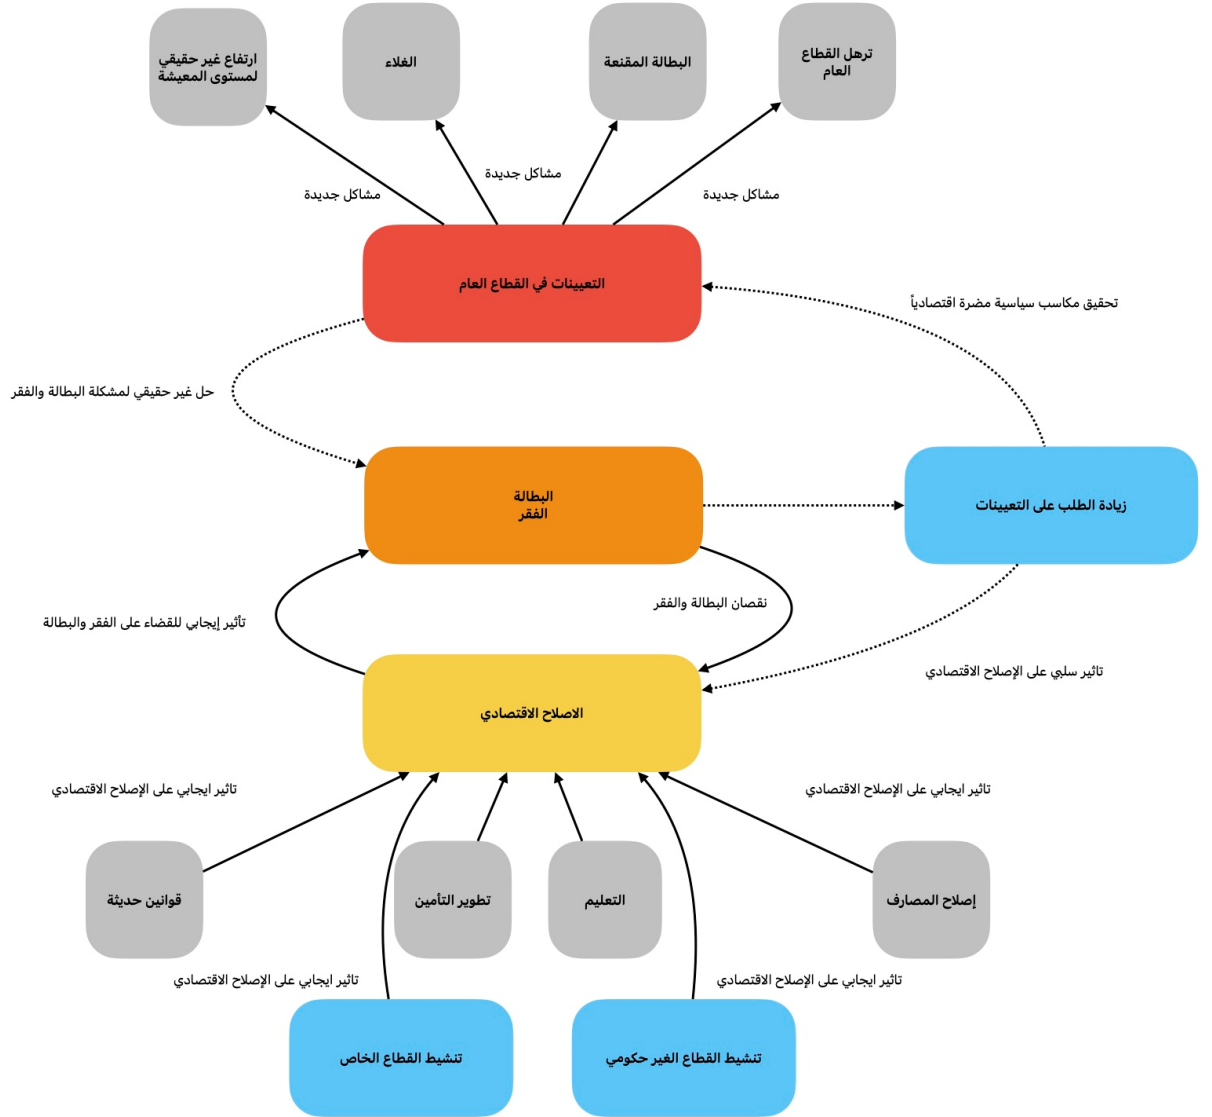 ترهل القطاع
العام
البطالة المقنعة
الغلاء
ارتفاع غير حقيقي
لمستوى المعيشة
مشاكل جديدة
مشاكل جديدة
مشاكل جديدة
التعيينات في القطاع العام
تحقيق مكاسب سياسية مضرة اقتصادياً
حل غير حقيقي لمشكلة البطالة والفقر
زيادة الطلب على التعيينات
البطالة
الفقر
نقصان البطالة والفقر
تأثير إيجابي للقضاء على الفقر والبطالة
تاثير سلبي على الإصلاح الاقتصادي
الاصلاح الاقتصادي
تاثير ايجابي على الإصلاح الاقتصادي
تاثير ايجابي على الإصلاح الاقتصادي
إصلاح المصارف
التعليم
تطوير التأمين
قوانين حديثة
تاثير ايجابي على الإصلاح الاقتصادي
تاثير ايجابي على الإصلاح الاقتصادي
تنشيط القطاع الغير حكومي
تنشيط القطاع الخاص